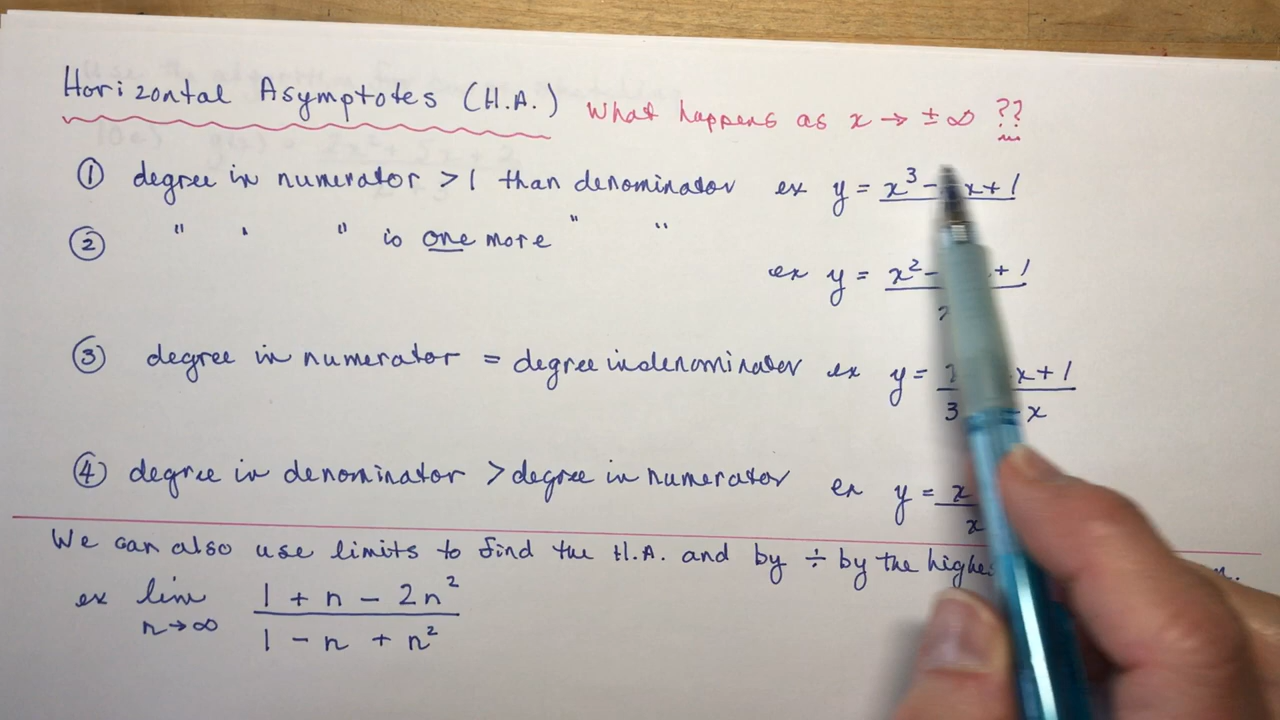 Horizontal Asymptotes (H.A.) What happens as x → ± ∞ ??
① degree in numerator > 1 than denominator ex y = x³ – x + 1
② " " " is one more " "
ex y = x² – + 1
③ degree in numerator = degree in denominator ex y = x + 1
3 – x
④ degree in denominator > degree in numerator ex y = x
x
We can also use limits to find the H.A. and by ÷ by the
ex lim 1 + n – 2n²
n→∞ 1 – n + n²